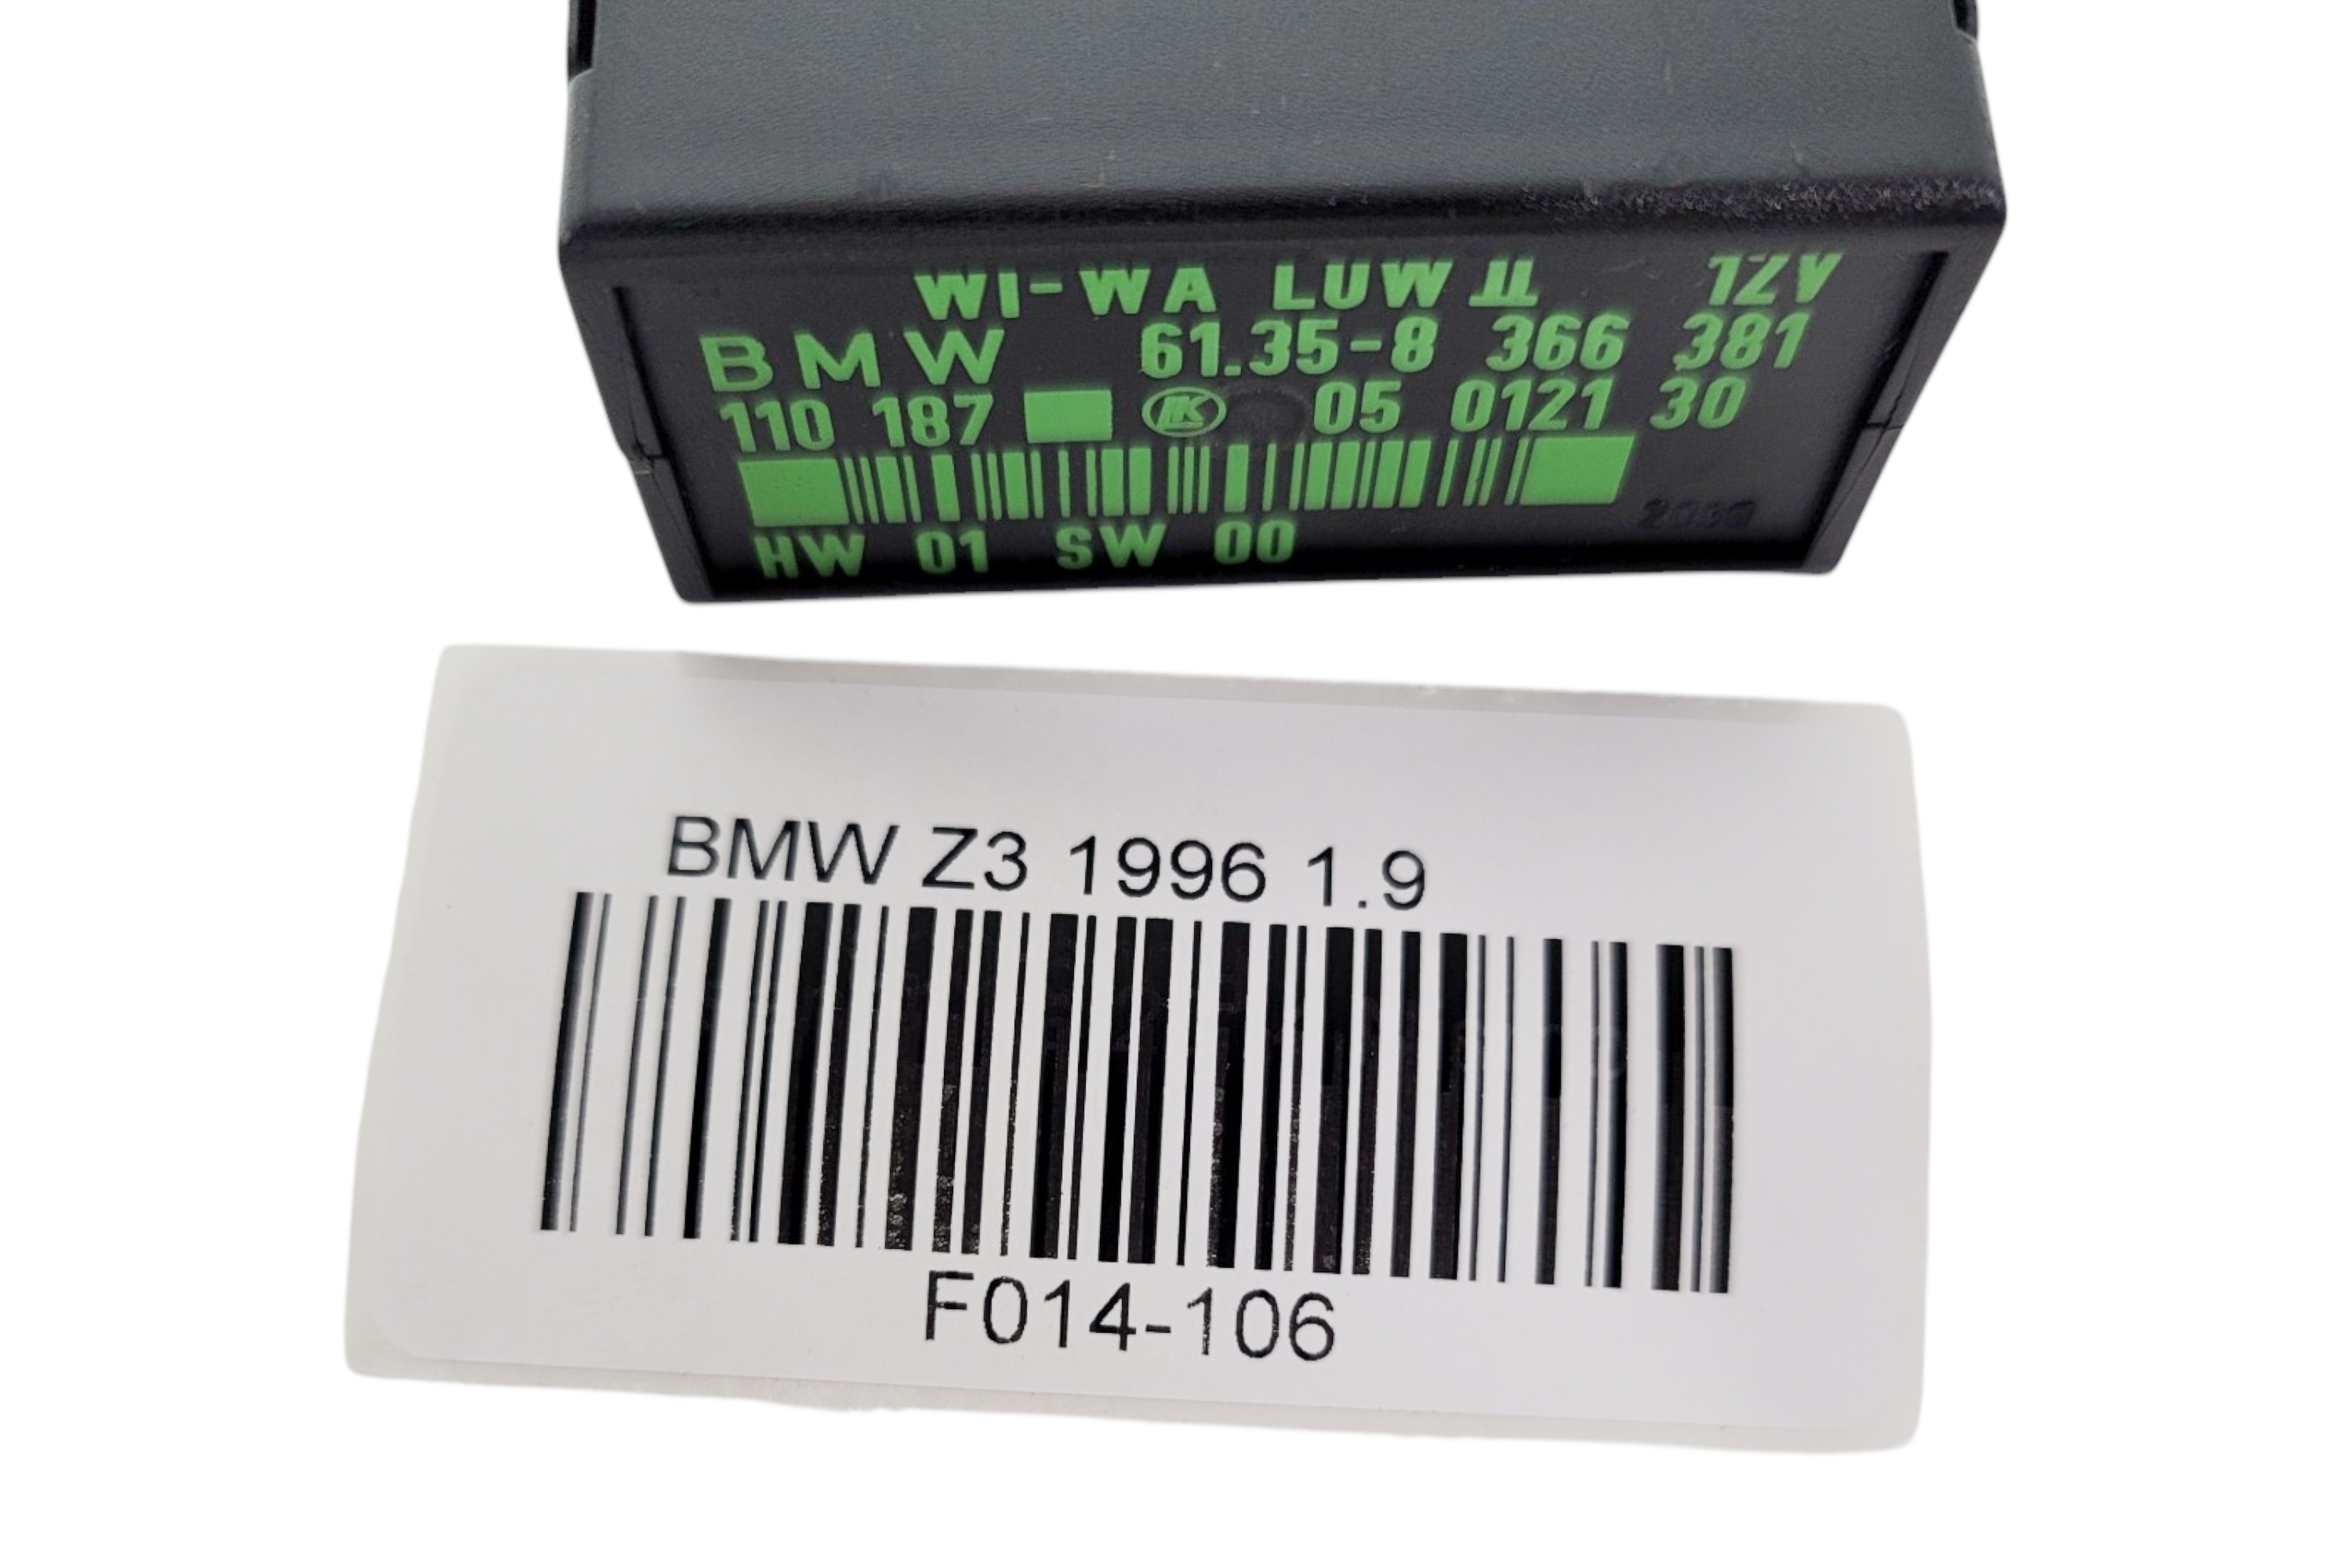 WI-WA LUW II 12V
BMW 61.35-8 366 381
110 187 LK 05 0121 30
HW 01 SW 00
BMW Z3 1996 1.9
F014-106